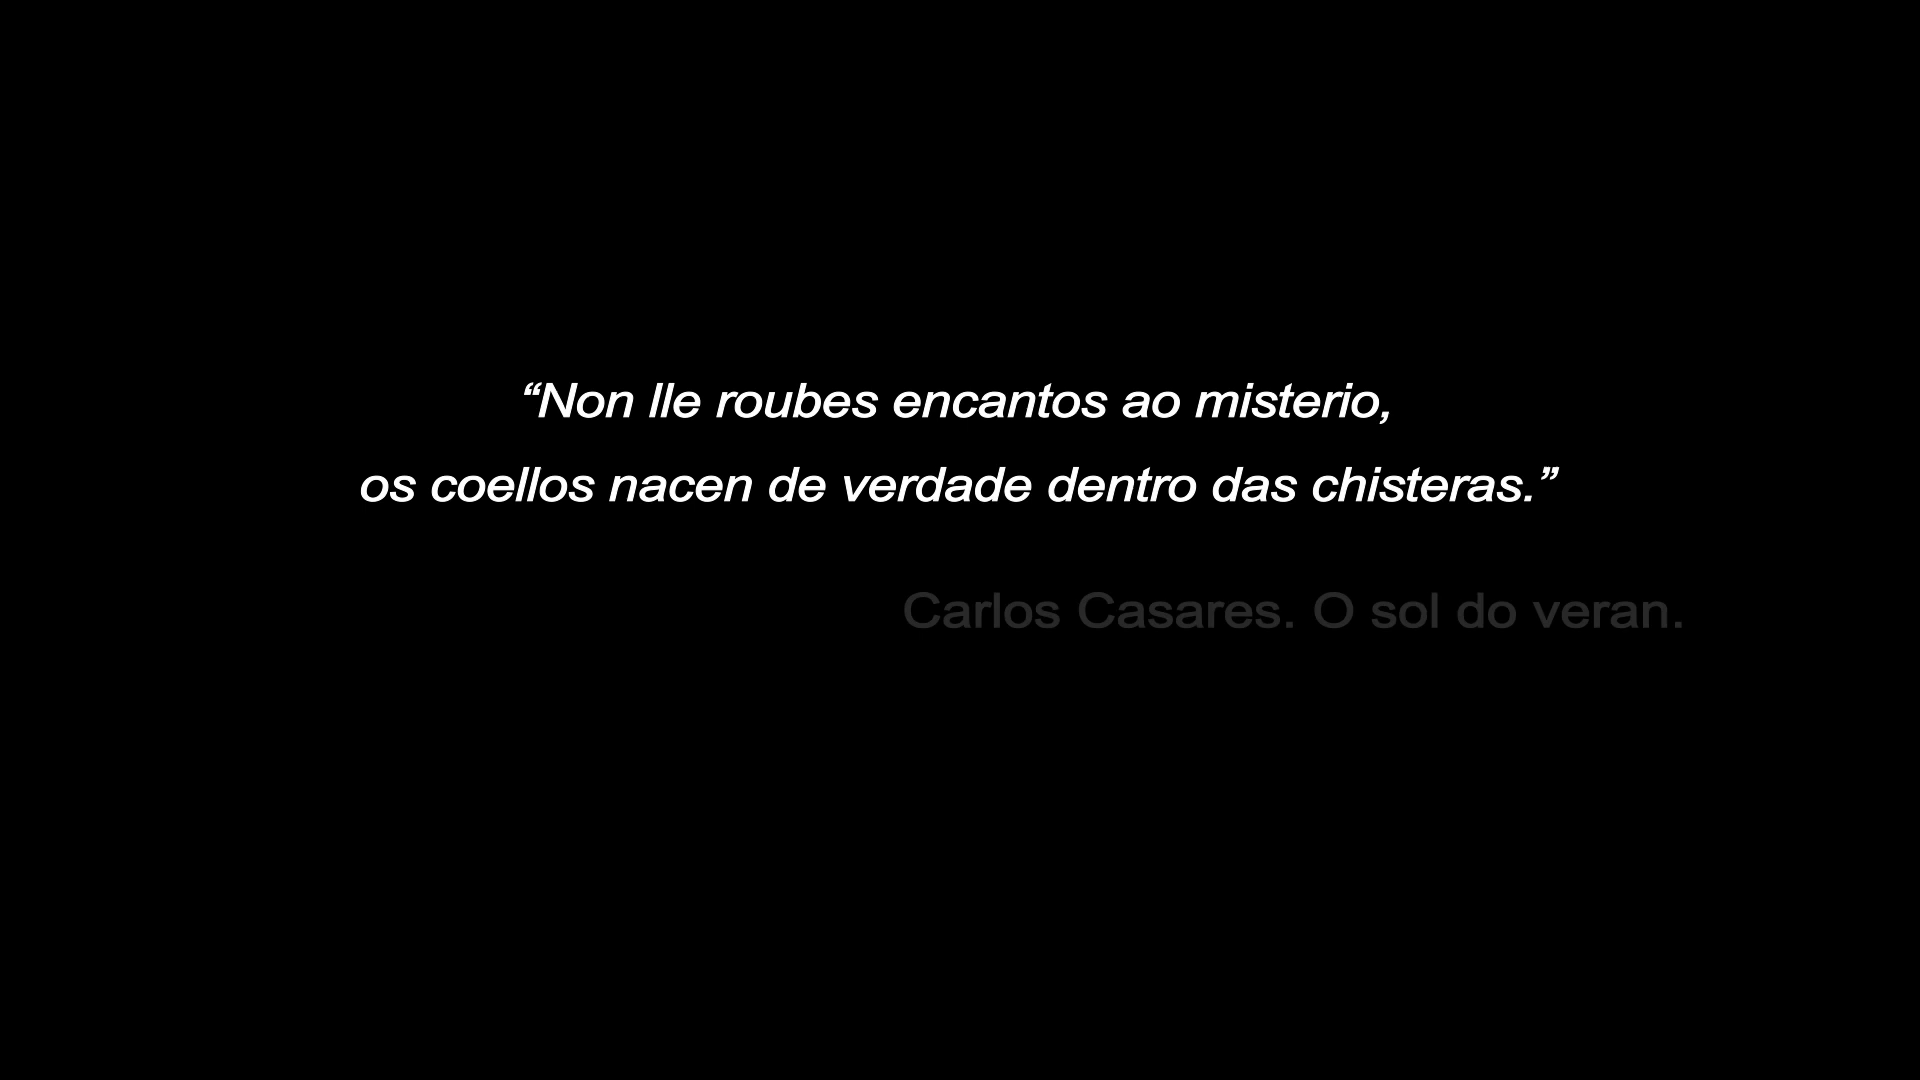 “Non lle roubes encantos ao misterio,
os coellos nacen de verdade dentro das chisteras.”
Carlos Casares. O sol do veran.